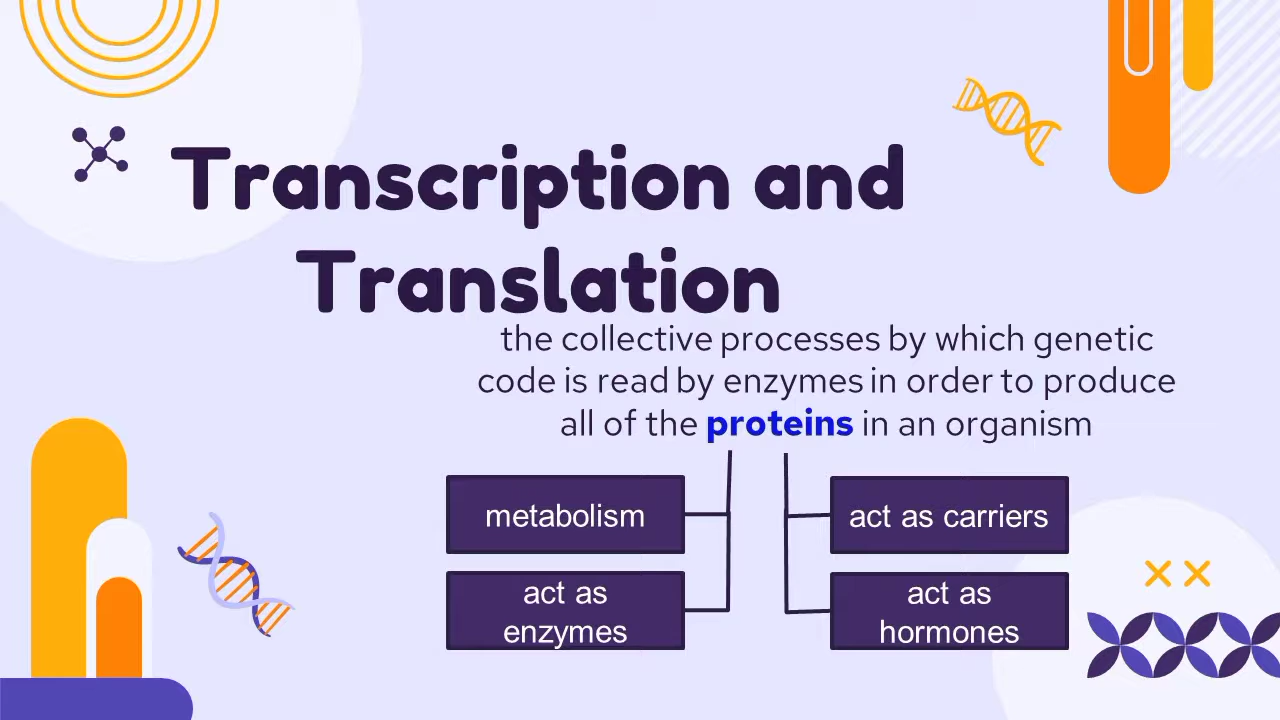 Transcription and
Translation
the collective processes by which genetic
code is read by enzymes in order to produce
all of the proteins in an organism
metabolism
act as carriers
act as
enzymes
act as
hormones